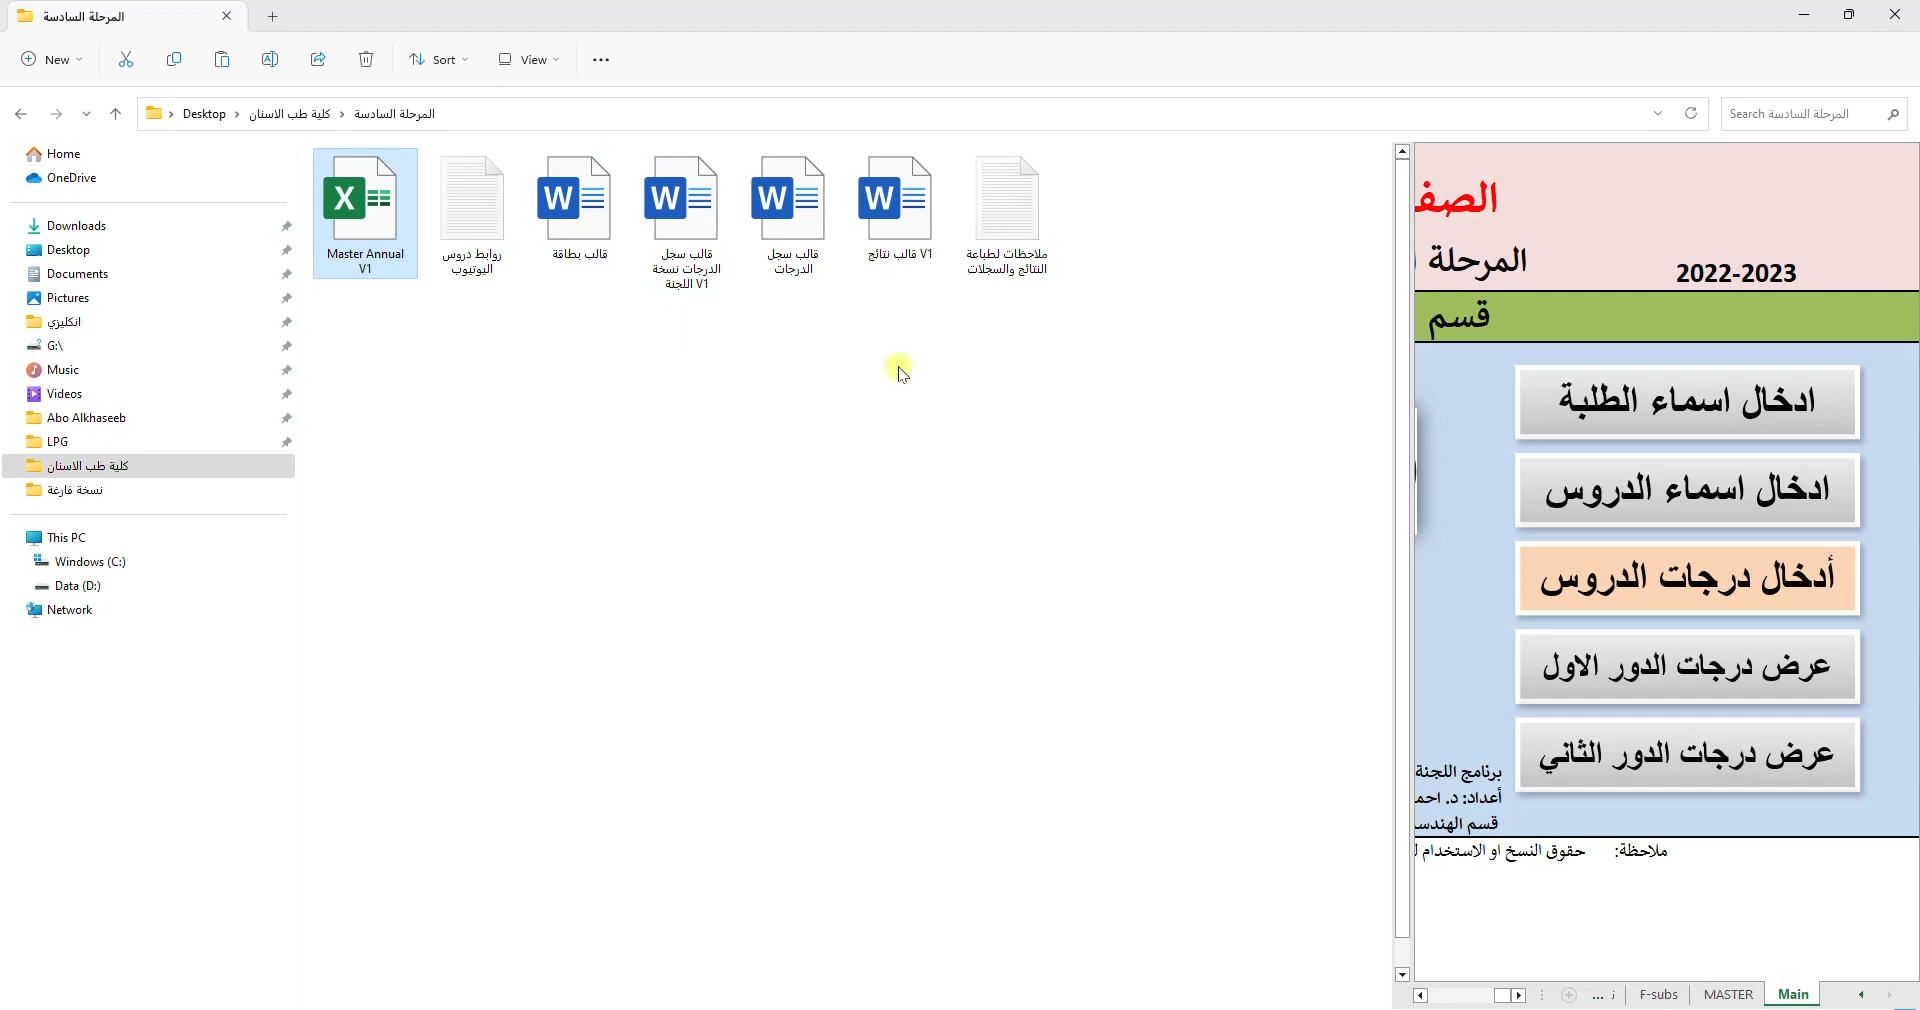 المرحلة السادسة
New
Sort
View
Desktop
كلية طب الاسنان
المرحلة السادسة
Search المرحلة السادسة
Home
OneDrive
Downloads
Desktop
Documents
Pictures
انكليزي
G:\
Music
Videos
Abo Alkhaseeb
LPG
كلية طب الاسنان
نسخة فارغة
This PC
Windows (C:)
Data (D:)
Network
Master Annual
V1
روابط دروس
اليوتيوب
قالب بطاقة
قالب سجل
الدرجات نسخة
اللجنة V1
قالب سجل
الدرجات
قالب نتائج V1
ملاحظات لطباعة
النتائج والسجلات
المرحلة
2022-2023
قسم
ادخال اسماء الطلبة
ادخال اسماء الدروس
أدخال درجات الدروس
عرض درجات الدور الاول
عرض درجات الدور الثاني
برنامج اللجنة
أعداد: د.
قسم
ملاحظة: حقوق النسخ او الاستخدام
... F-subs MASTER Main